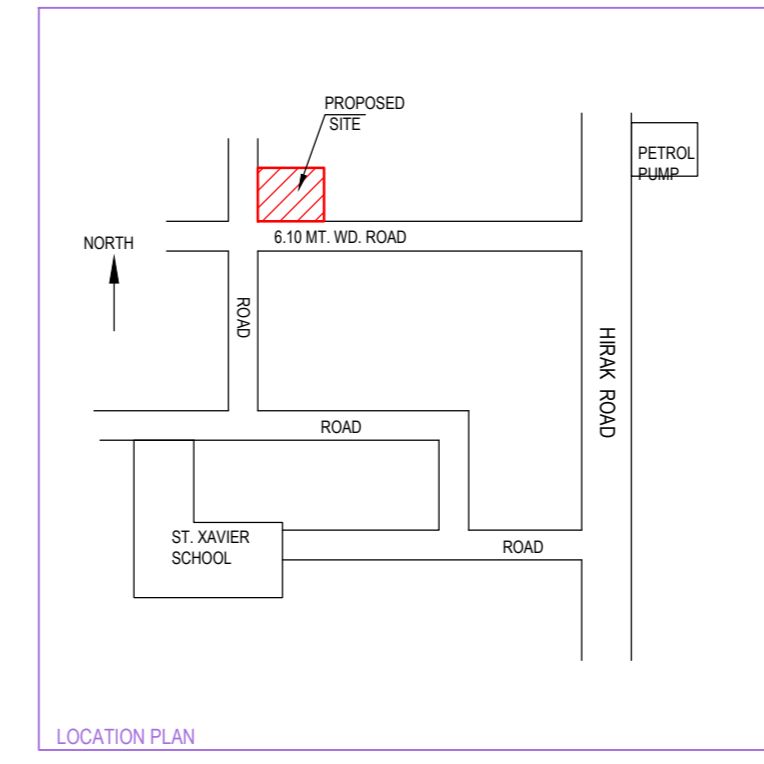 PROPOSED
SITE
PETROL
PUMP
NORTH
6.10 MT. WD. ROAD
ROAD
HIRAK ROAD
ROAD
ST. XAVIER
SCHOOL
ROAD
LOCATION PLAN